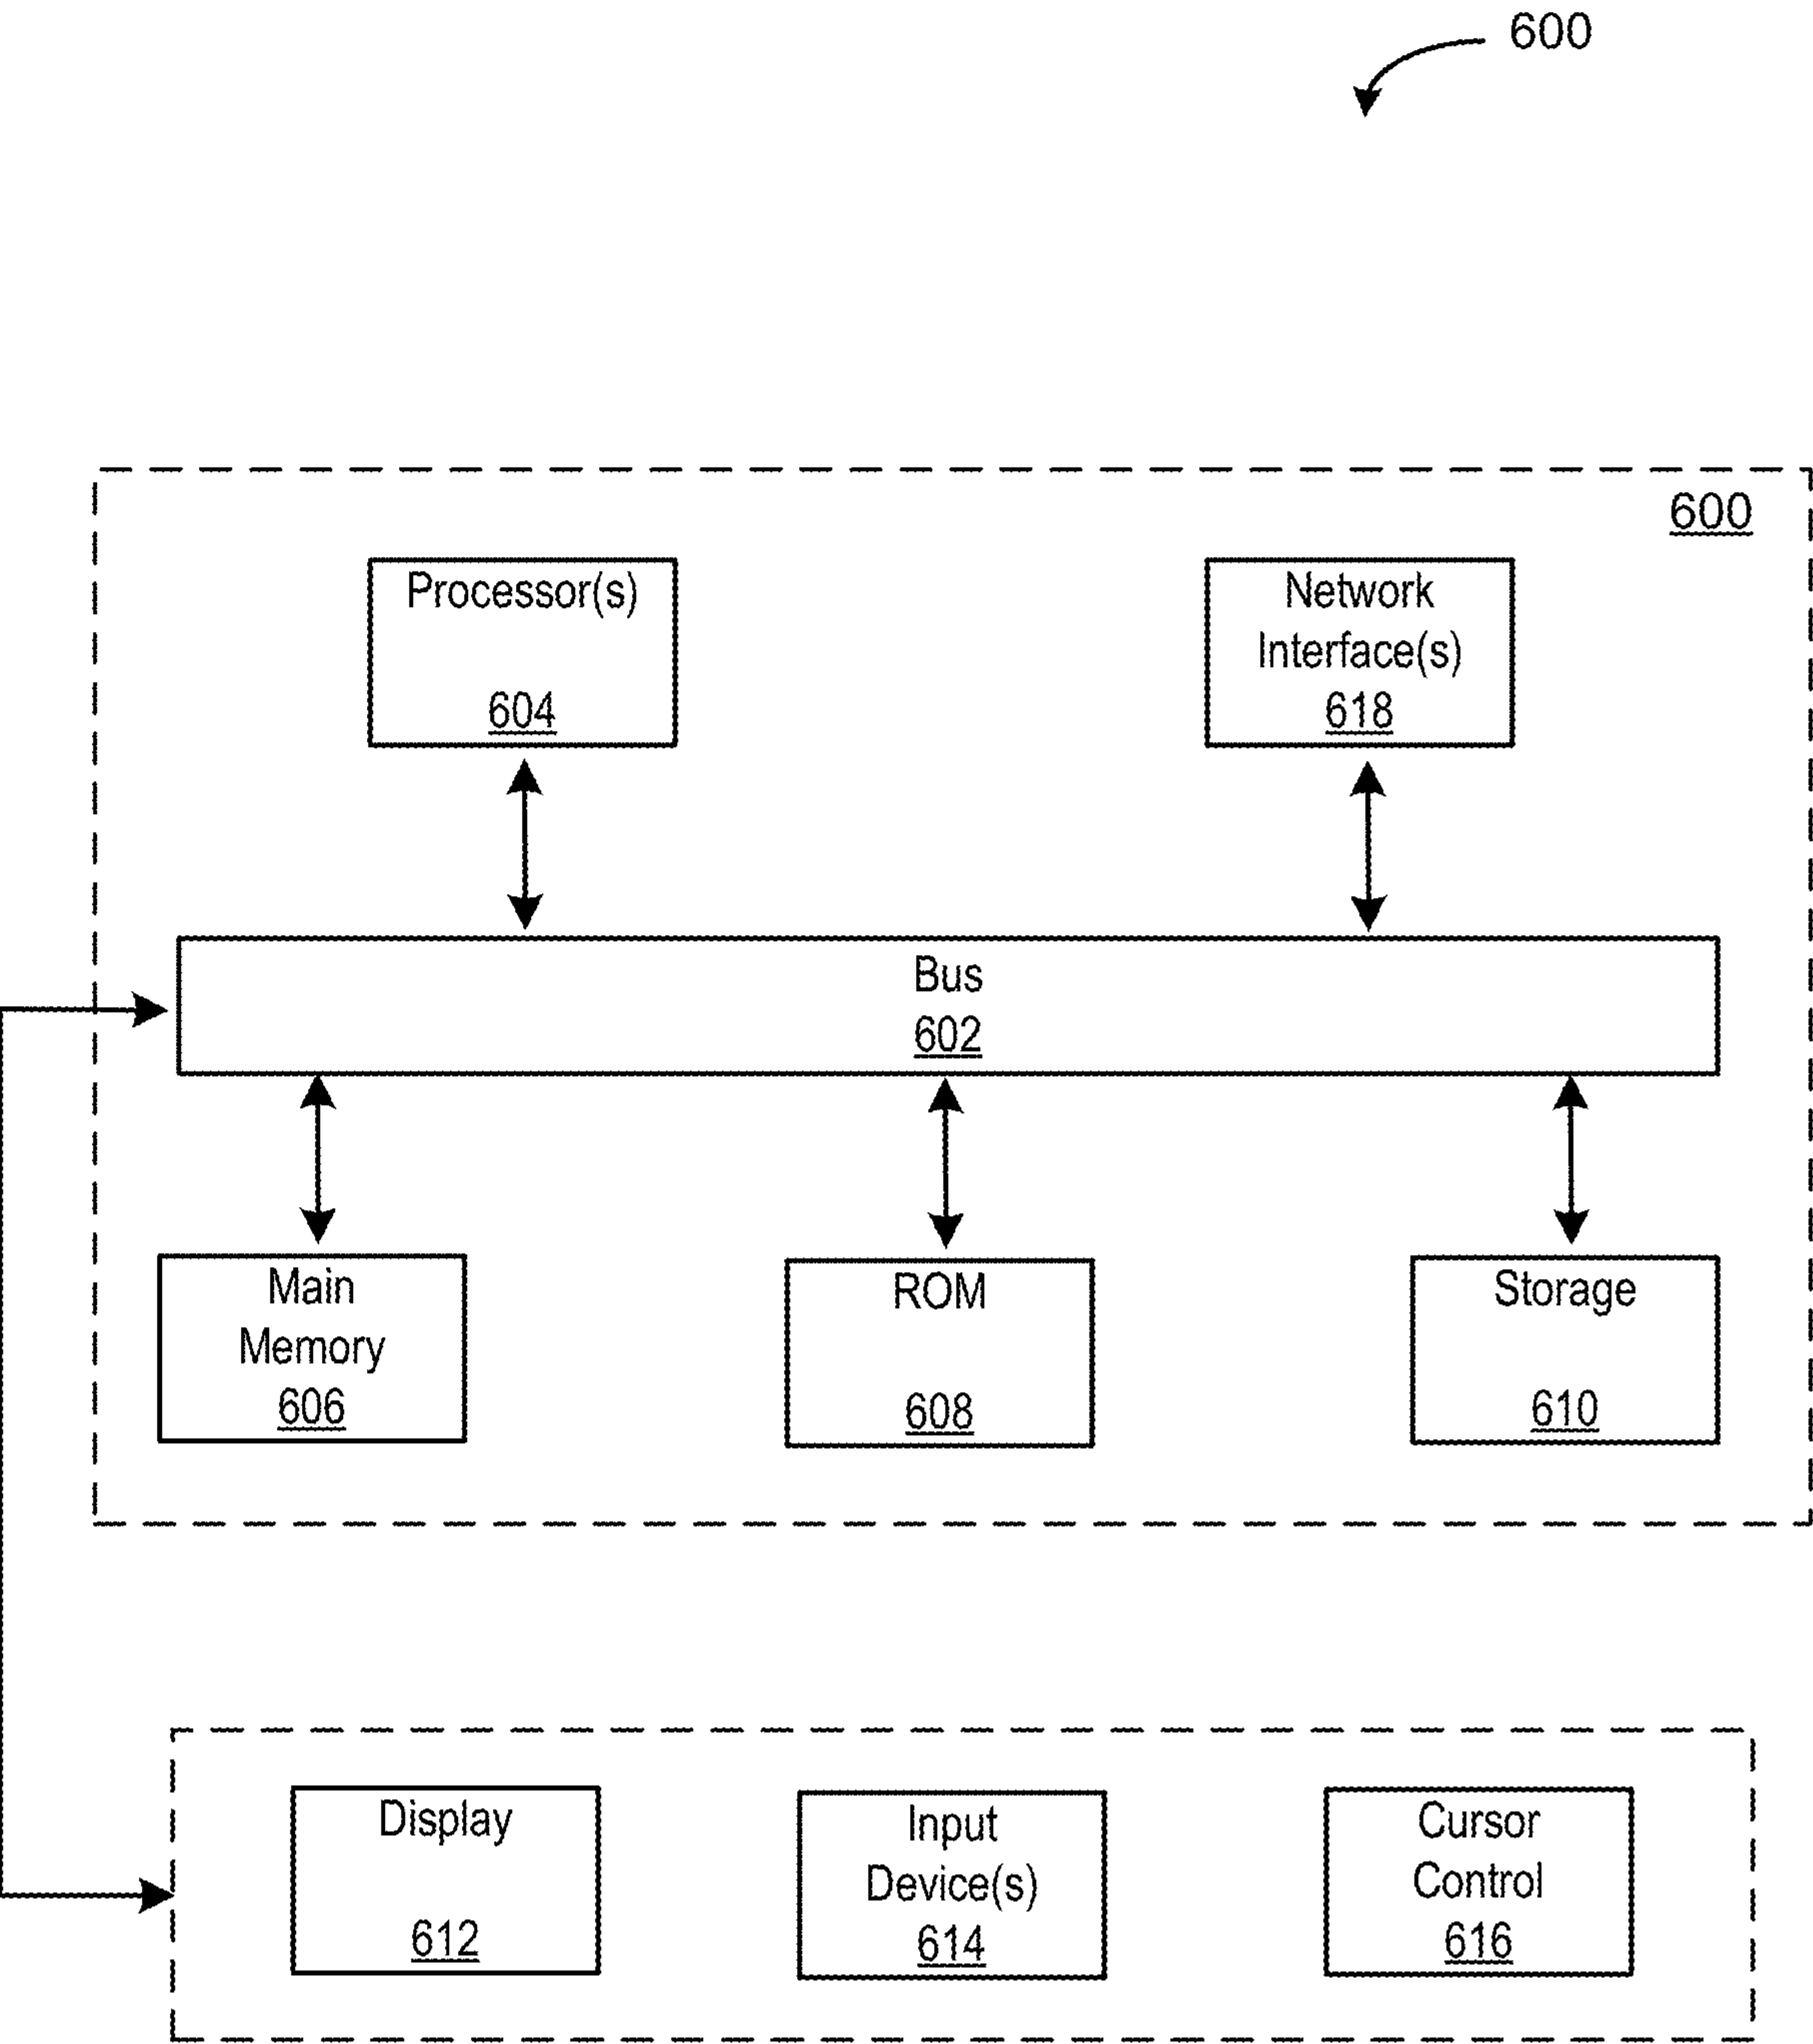 600
600
Processor(s)
604
Network
Interface(s)
618
Bus
602
Main
Memory
606
ROM
608
Storage
610
Display
612
Input
Device(s)
614
Cursor
Control
616